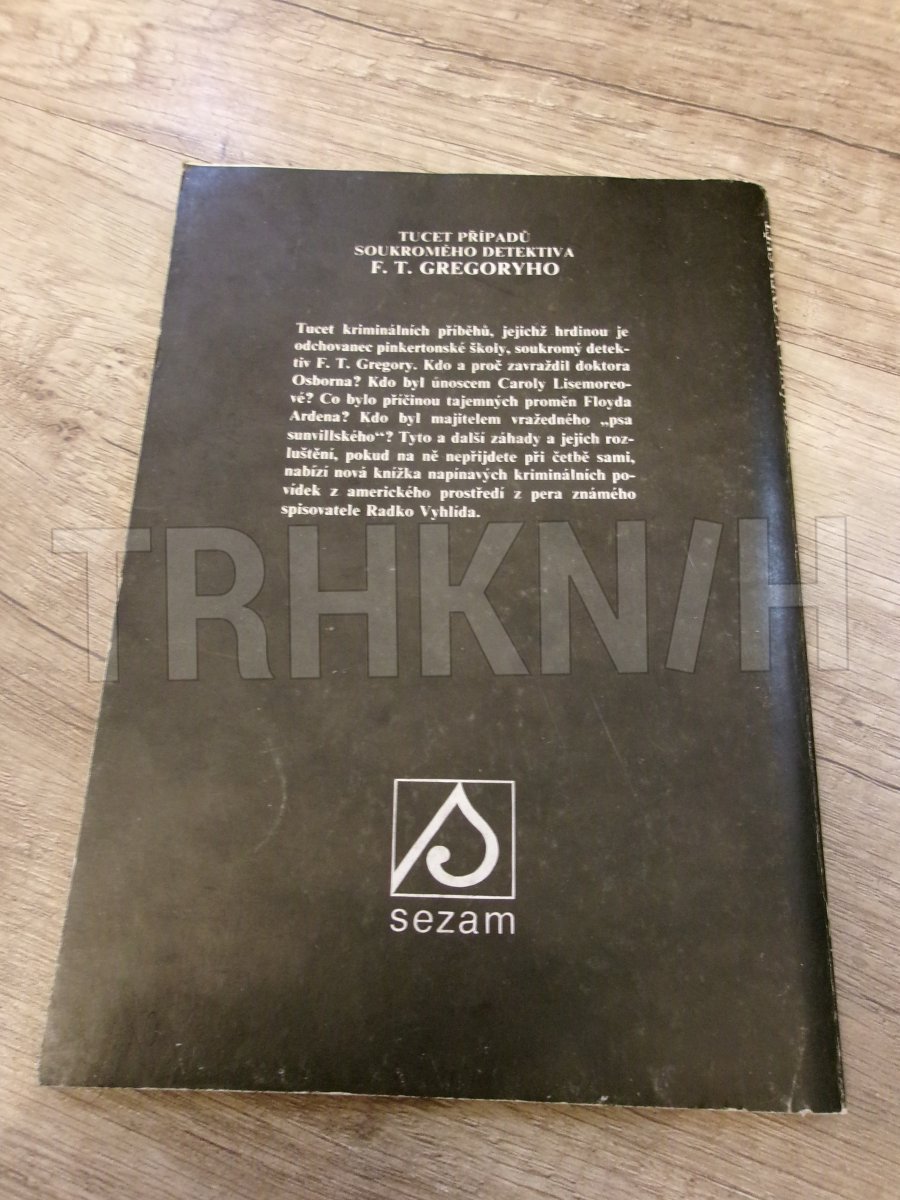 TUCET PŘÍPADŮ
SOUKROMÉHO DETEKTIVA
F. T. GREGORYHO
Tucet kriminálních příběhů, jejichž hrdinou je
odchovanec pinkertonské školy, soukromý detek-
tiv F. T. Gregory. Kdo a proč zavraždil doktora
Osborna? Kdo byl únoscem Caroly Lisemoreo-
vé? Co bylo příčinou tajemných proměn Floyda
Ardena? Kdo byl majitelem vražedného „psa
sunvillského“? Tyto a další záhady a jejich roz-
luštění, pokud na ně nepřijdete při četbě sami,
nabízí nová knížka napínavých kriminálních po-
vídek z amerického prostředí z pera známého
spisovatele Radko Vyhlída.
TRHKN/H
sezam